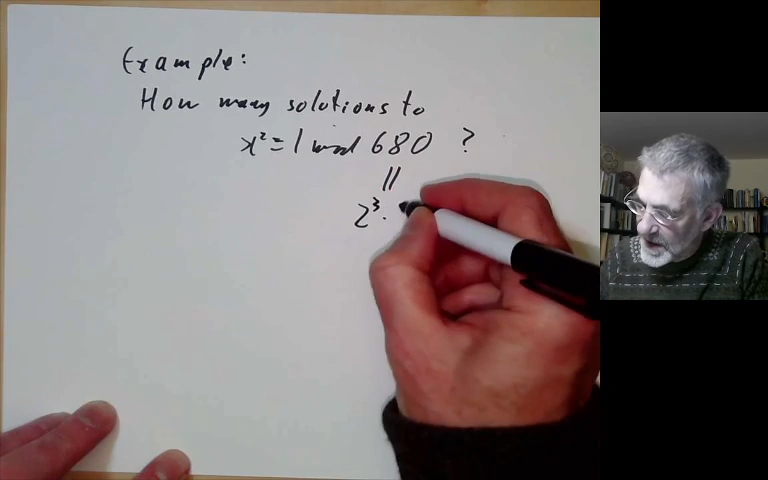 Example:
How many solutions to
x² = 1 mod 680 ?
||
2³ ·